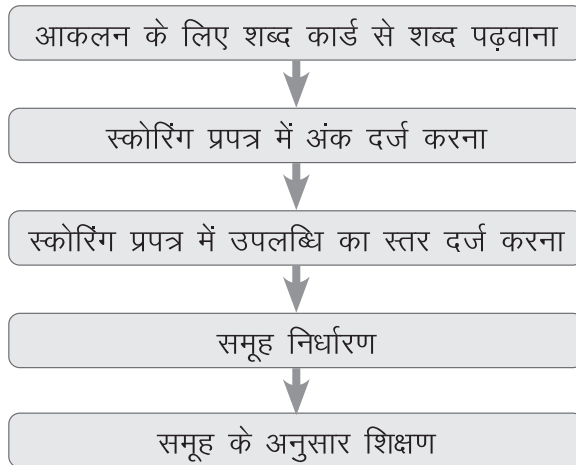 आकलन के लिए शब्द कार्ड से शब्द पढ़वाना
स्कोरिंग प्रपत्र में अंक दर्ज करना
स्कोरिंग प्रपत्र में उपलब्धि का स्तर दर्ज करना
समूह निर्धारण
समूह के अनुसार शिक्षण